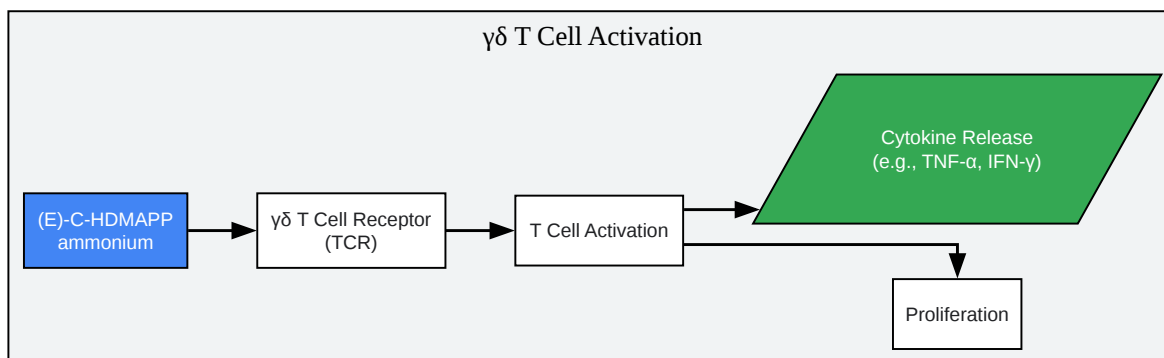 γδ T Cell Activation
Cytokine Release
(e.g., TNF-α, IFN-γ)
(E)-C-HDMAPP
ammonium
γδ T Cell Receptor
(TCR)
T Cell Activation
Proliferation